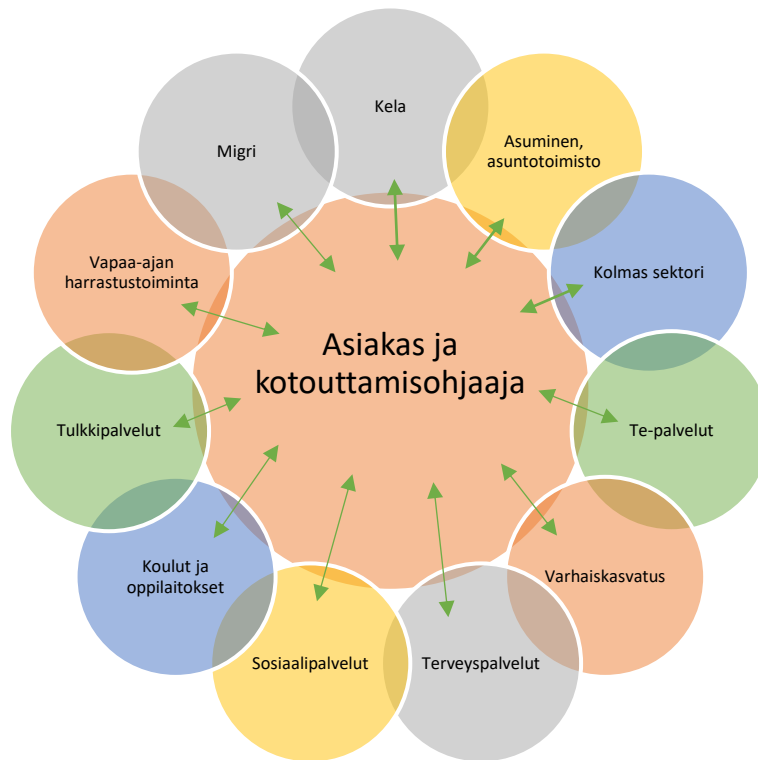 Kela
Asuminen,
asuntotoimisto
Kolmas sektori
Te-palvelut
Varhaiskasvatus
Terveyspalvelut
Sosiaalipalvelut
Koulut ja
oppilaitokset
Tulkkipalvelut
Vapaa-ajan
harrastustoiminta
Migri
Asiakas ja
kotouttamisohjaaja